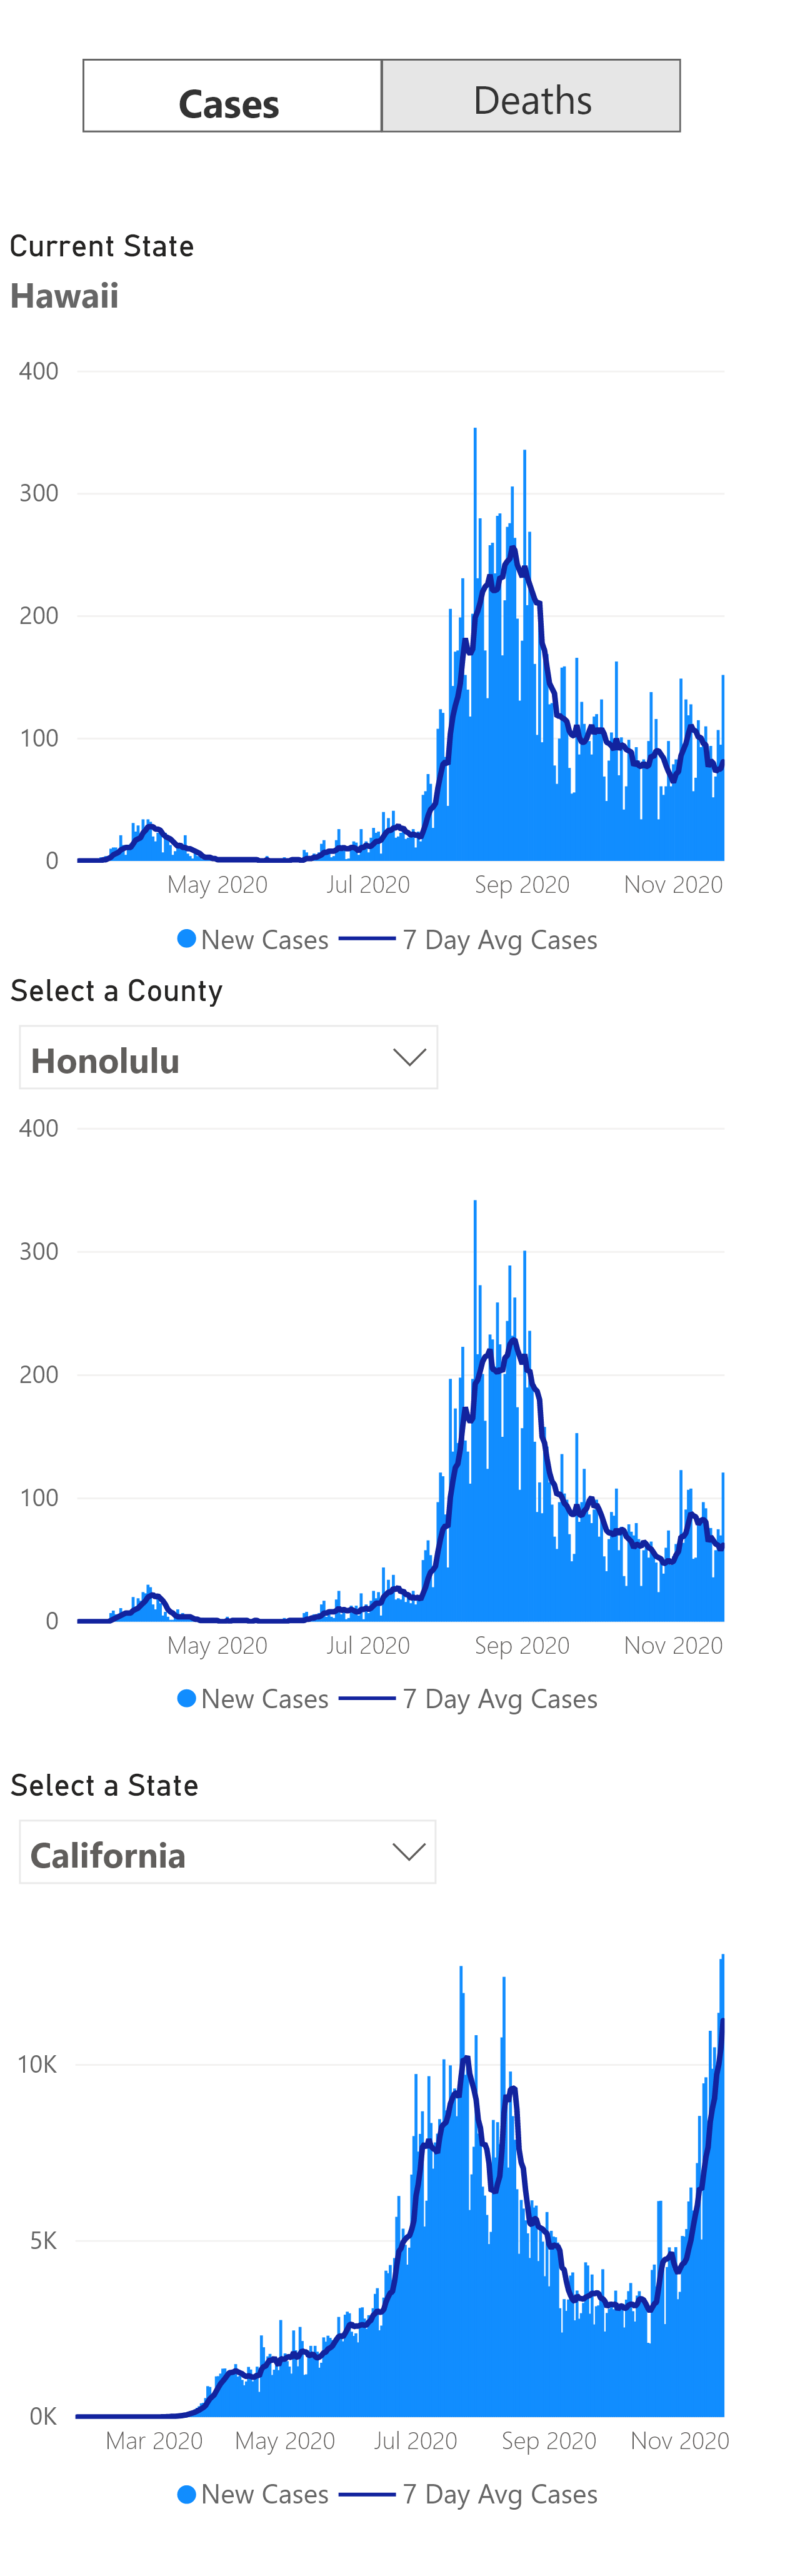 Cases Deaths
Current State
Hawaii
400
300
200
100
0
May 2020 Jul 2020 Sep 2020 Nov 2020
New Cases 7 Day Avg Cases
Select a County
Honolulu
400
300
200
100
0
May 2020 Jul 2020 Sep 2020 Nov 2020
New Cases 7 Day Avg Cases
Select a State
California
10K
5K
0K
Mar 2020 May 2020 Jul 2020 Sep 2020 Nov 2020
New Cases 7 Day Avg Cases